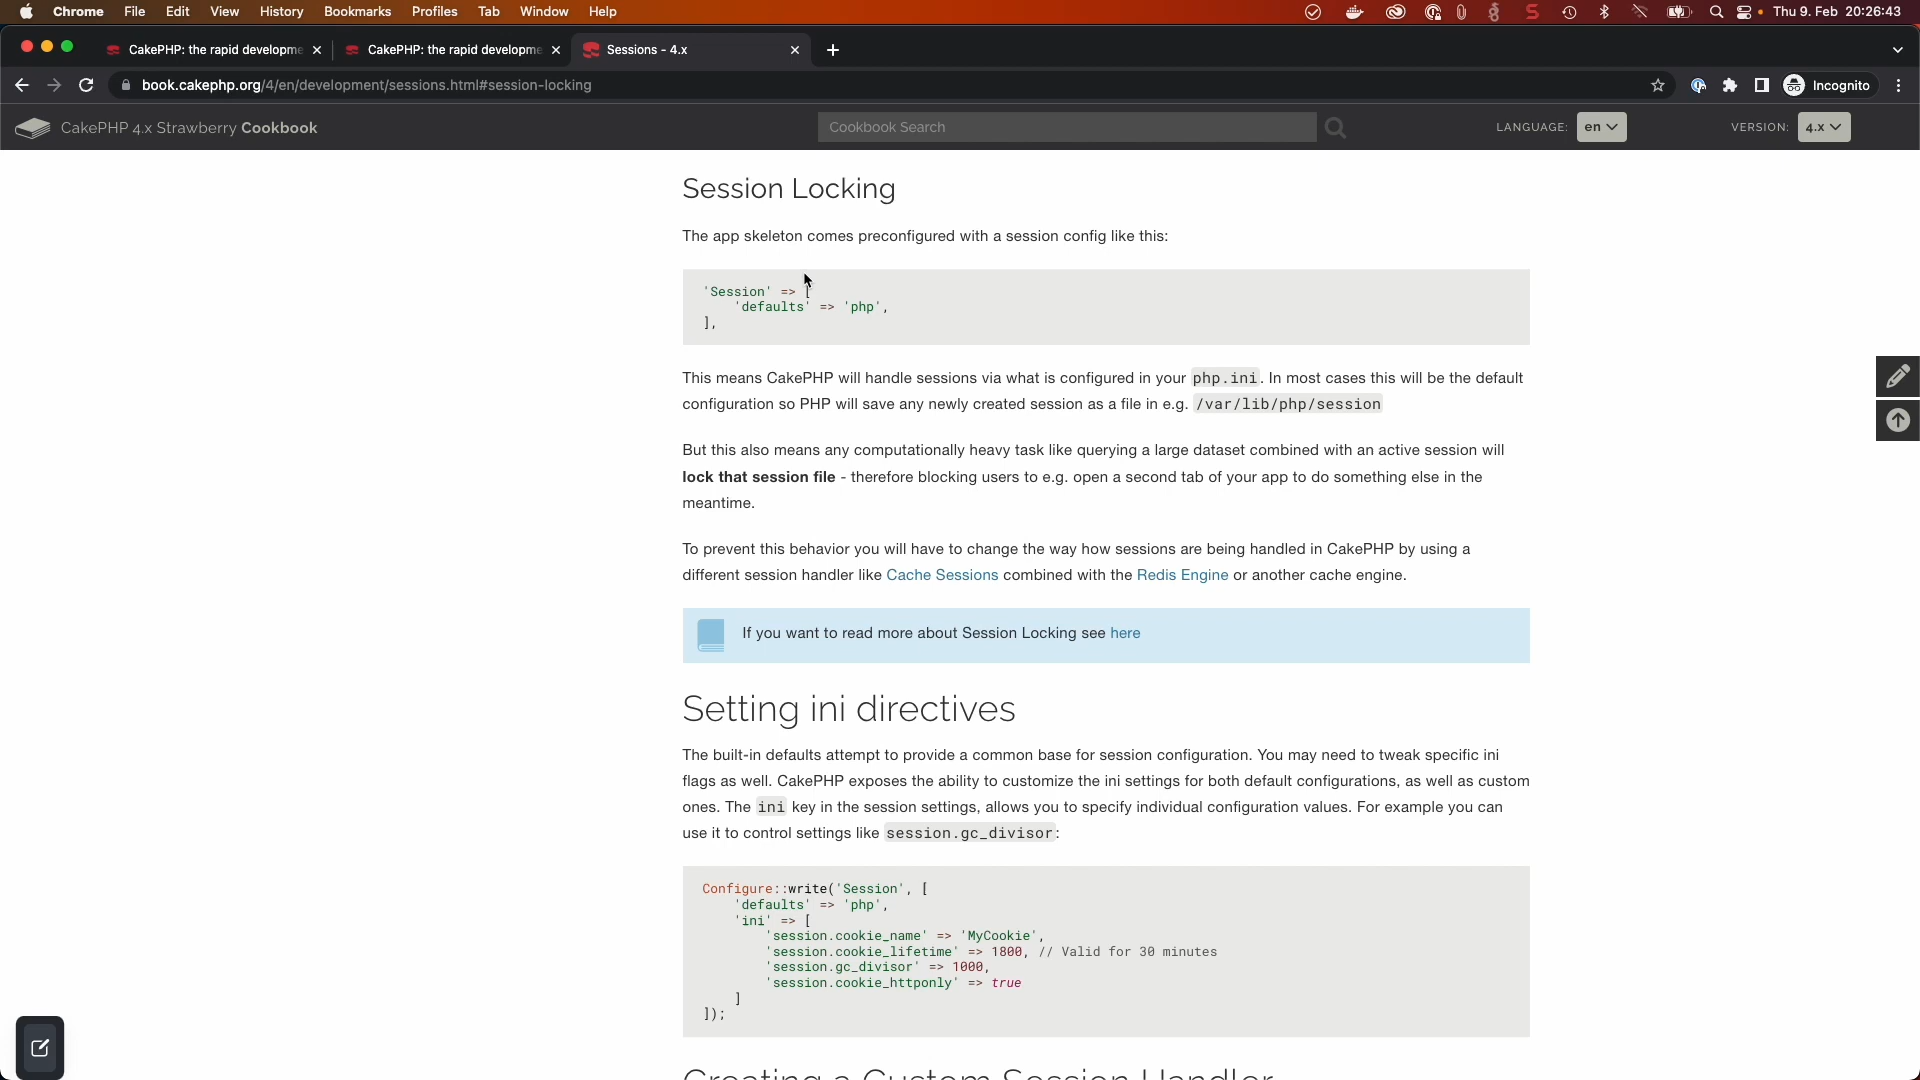 Chrome File Edit View History Bookmarks Profiles Tab Window Help Thu 9. Feb 20:26:43
CakePHP: the rapid developme CakePHP: the rapid developme Sessions - 4.x
book.cakephp.org/4/en/development/sessions.html#session-locking Incognito
CakePHP 4.x Strawberry Cookbook Cookbook Search LANGUAGE: en VERSION: 4.x
Session Locking
The app skeleton comes preconfigured with a session config like this:
'Session' => [
'defaults' => 'php',
],
This means CakePHP will handle sessions via what is configured in your php.ini. In most cases this will be the default
configuration so PHP will save any newly created session as a file in e.g. /var/lib/php/session
But this also means any computationally heavy task like querying a large dataset combined with an active session will
lock that session file - therefore blocking users to e.g. open a second tab of your app to do something else in the
meantime.
To prevent this behavior you will have to change the way how sessions are being handled in CakePHP by using a
different session handler like Cache Sessions combined with the Redis Engine or another cache engine.
If you want to read more about Session Locking see here
Setting ini directives
The built-in defaults attempt to provide a common base for session configuration. You may need to tweak specific ini
flags as well. CakePHP exposes the ability to customize the ini settings for both default configurations, as well as custom
ones. The ini key in the session settings, allows you to specify individual configuration values. For example you can
use it to control settings like session.gc_divisor:
Configure::write('Session', [
'defaults' => 'php',
'ini' => [
'session.cookie_name' => 'MyCookie',
'session.cookie_lifetime' => 1800, // Valid for 30 minutes
'session.gc_divisor' => 1000,
'session.cookie_httponly' => true
]
]);
Creating a Custom Session Handler